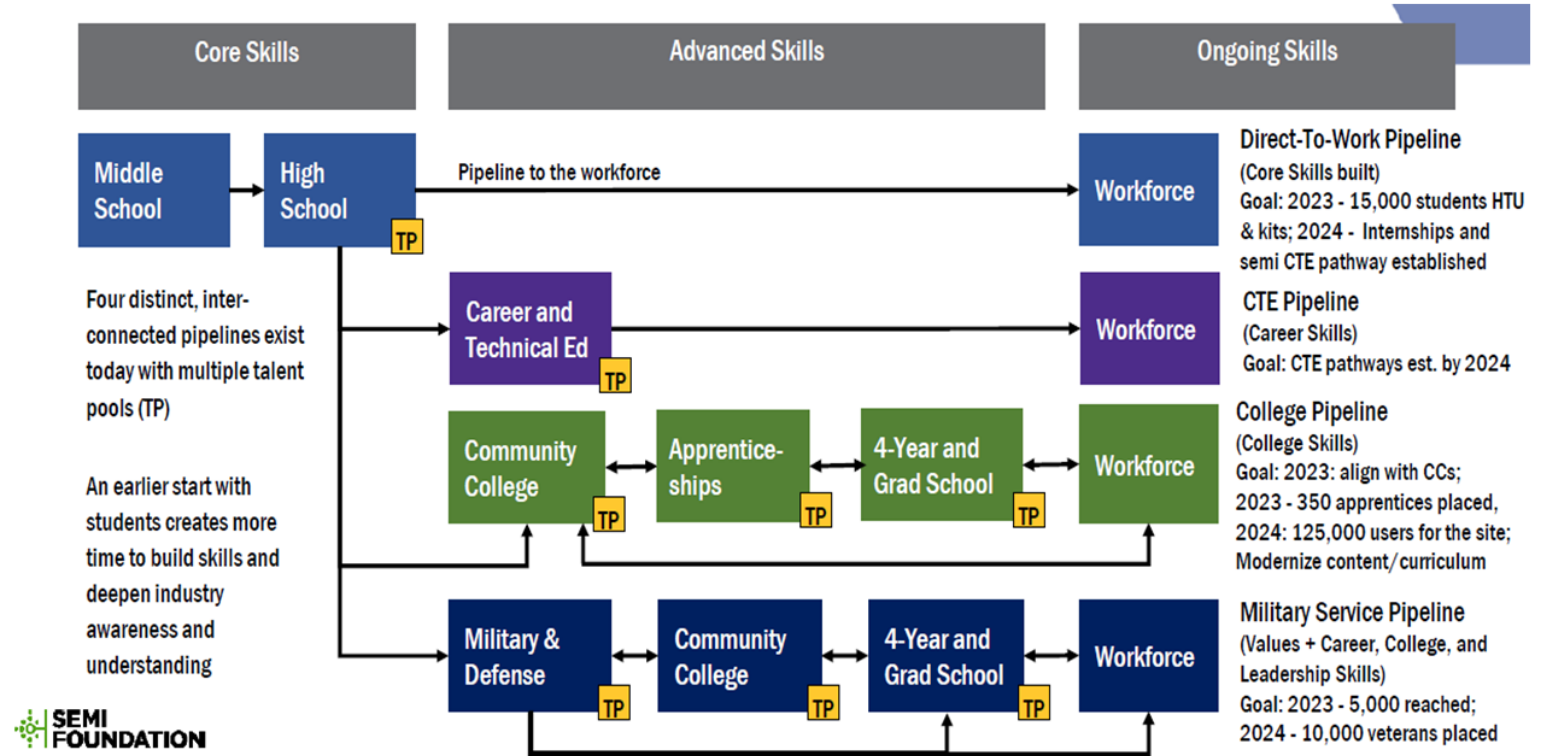 Core Skills
Advanced Skills
Ongoing Skills
Middle
School
High
School
TP
Pipeline to the workforce
Workforce
Direct-To-Work Pipeline
(Core Skills built)
Goal: 2023 - 15,000 students HTU
& kits; 2024 - Internships and
semi CTE pathway established
Four distinct, inter-
connected pipelines exist
today with multiple talent
pools (TP)
An earlier start with
students creates more
time to build skills and
deepen industry
awareness and
understanding
Career and
Technical Ed
TP
Workforce
CTE Pipeline
(Career Skills)
Goal: CTE pathways est. by 2024
Community
College
TP
Apprentice-
ships
TP
4-Year and
Grad School
TP
Workforce
College Pipeline
(College Skills)
Goal: 2023: align with CCs;
2023 - 350 apprentices placed,
2024: 125,000 users for the site;
Modernize content/curriculum
Military &
Defense
TP
Community
College
TP
4-Year and
Grad School
TP
Workforce
Military Service Pipeline
(Values + Career, College, and
Leadership Skills)
Goal: 2023 - 5,000 reached;
2024 - 10,000 veterans placed
SEMI
FOUNDATION